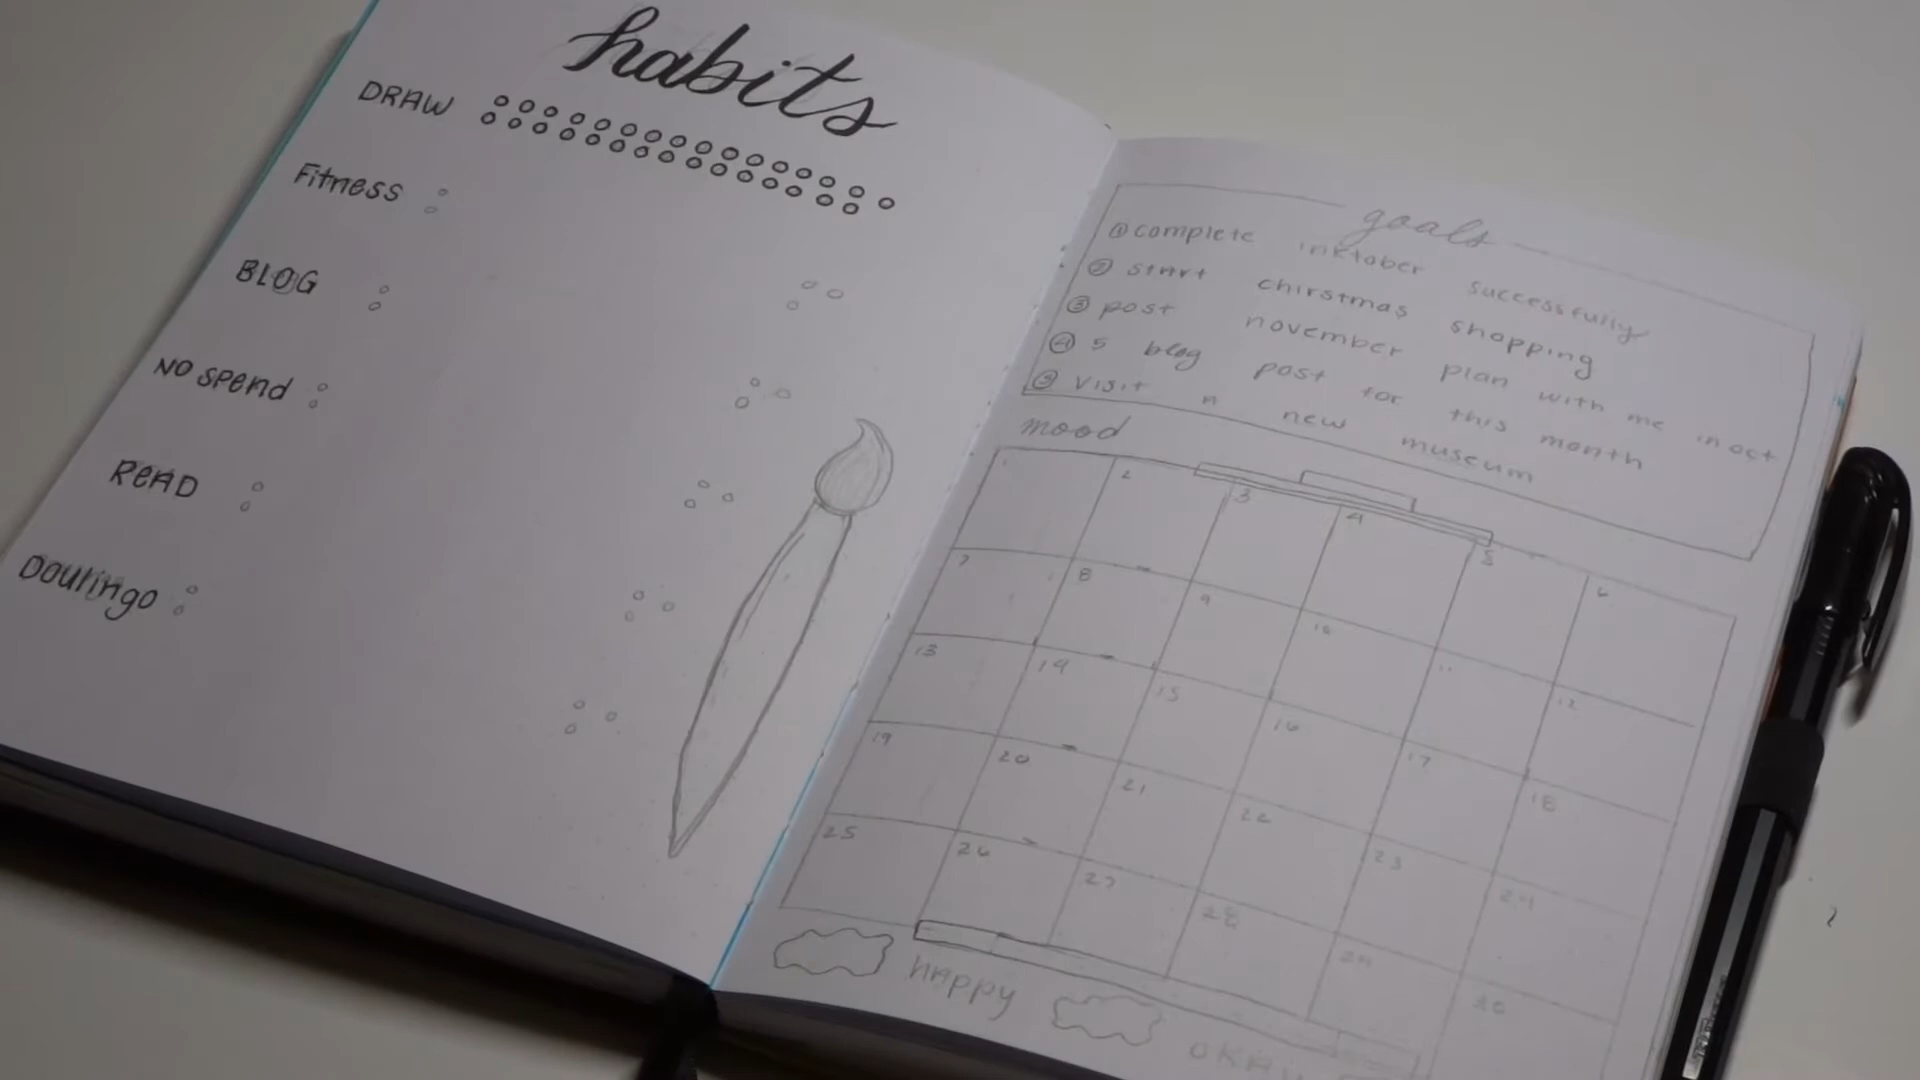 habits
DRAW
Fitness
BLOG
NO spend
READ
Doulingo
goals
① complete inktober successfully
② start chirstmas shopping
③ post november plan with me in oct
④ 5 blog post for this month
⑤ visit a new museum
mood
1 2 3 4 5 6
7 8 9 10 11 12
13 14 15 16 17 18
19 20 21 22 23 24
25 26 27 28 29 30
HAPPY OKAY